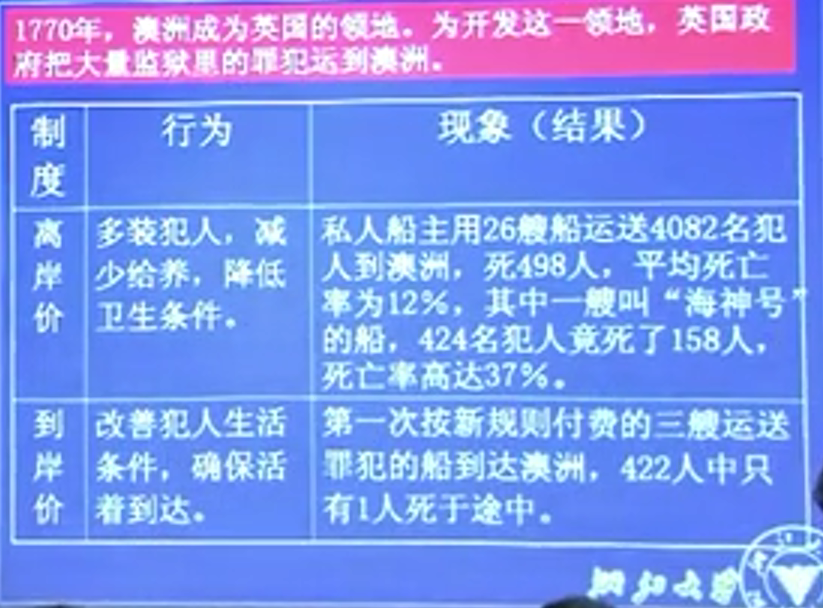 1770年，澳洲成为英国的领地。为开发这一领地，英国政
府把大量监狱里的罪犯运到澳洲。
制
度
行为
现象（结果）
离
岸
价
多装犯人，减
少给养，降低
卫生条件。
私人船主用26艘船运送4082名犯
人到澳洲，死498人，平均死亡
率为12%，其中一艘叫“海神号”
的船，424名犯人竟死了158人，
死亡率高达37%。
到
岸
价
改善犯人生活
条件，确保活
着到达。
第一次按新规则付费的三艘运送
罪犯的船到达澳洲，422人中只
有1人死于途中。
浙江大学